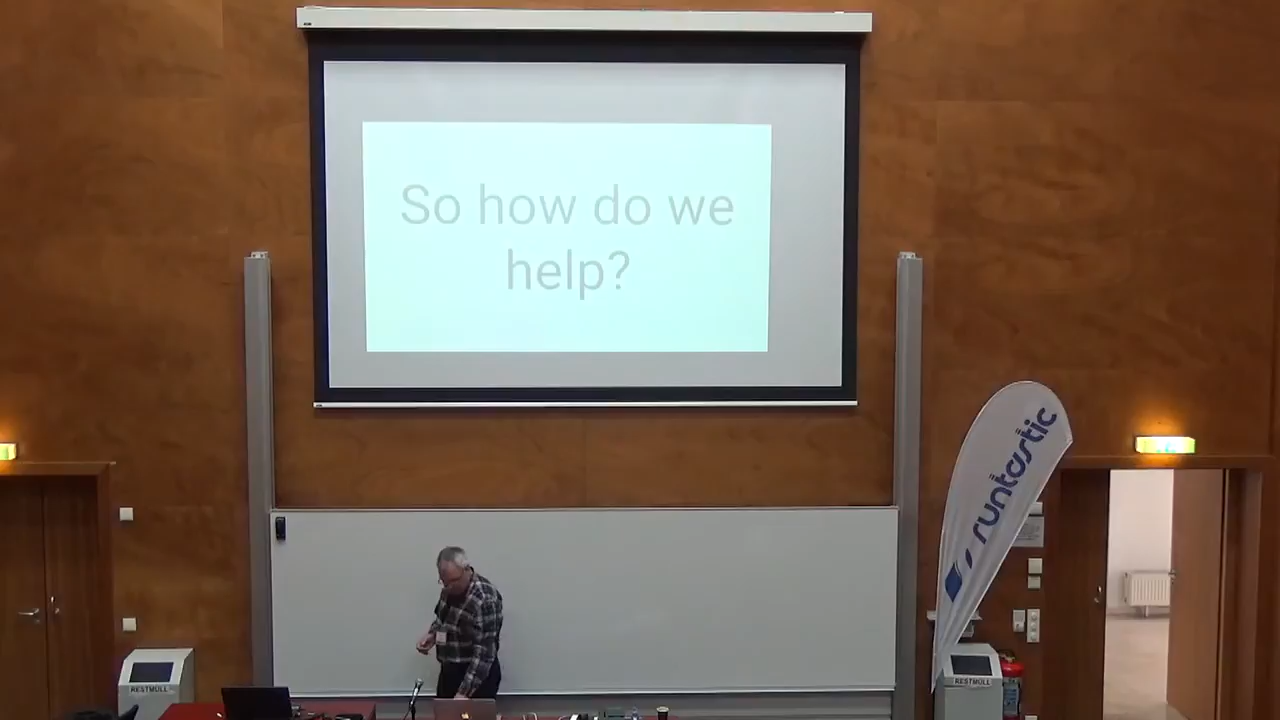 So how do we
help?
runtastic
RESTMÜLL
RESTMÜLL